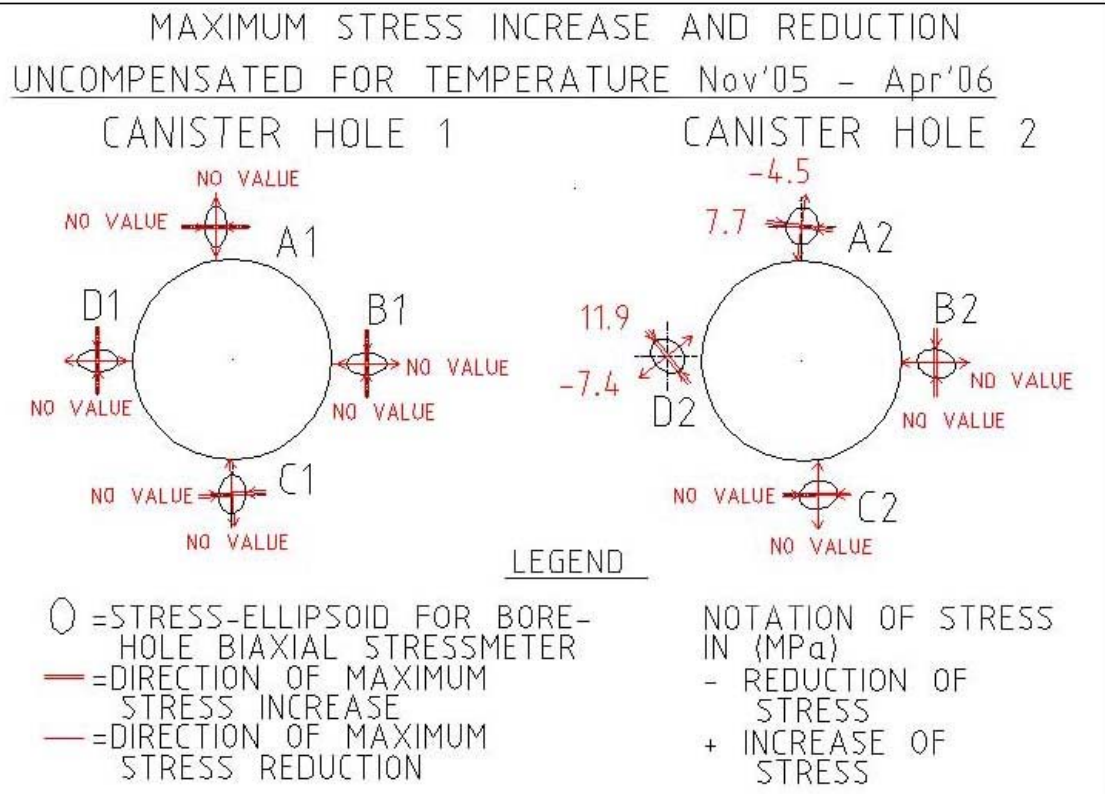 MAXIMUM STRESS INCREASE AND REDUCTION
UNCOMPENSATED FOR TEMPERATURE Nov'05 - Apr'06
CANISTER HOLE 1
NO VALUE
NO VALUE
A1
D1
B1
NO VALUE
NO VALUE
NO VALUE
NO VALUE
C1
NO VALUE
CANISTER HOLE 2
-4.5
7.7
A2
11.9
B2
-7.4
NO VALUE
D2
NO VALUE
NO VALUE
C2
NO VALUE
LEGEND
=STRESS-ELLIPSOID FOR BORE-
HOLE BIAXIAL STRESSMETER
=DIRECTION OF MAXIMUM
STRESS INCREASE
=DIRECTION OF MAXIMUM
STRESS REDUCTION
NOTATION OF STRESS
IN (MPa)
- REDUCTION OF
STRESS
+ INCREASE OF
STRESS